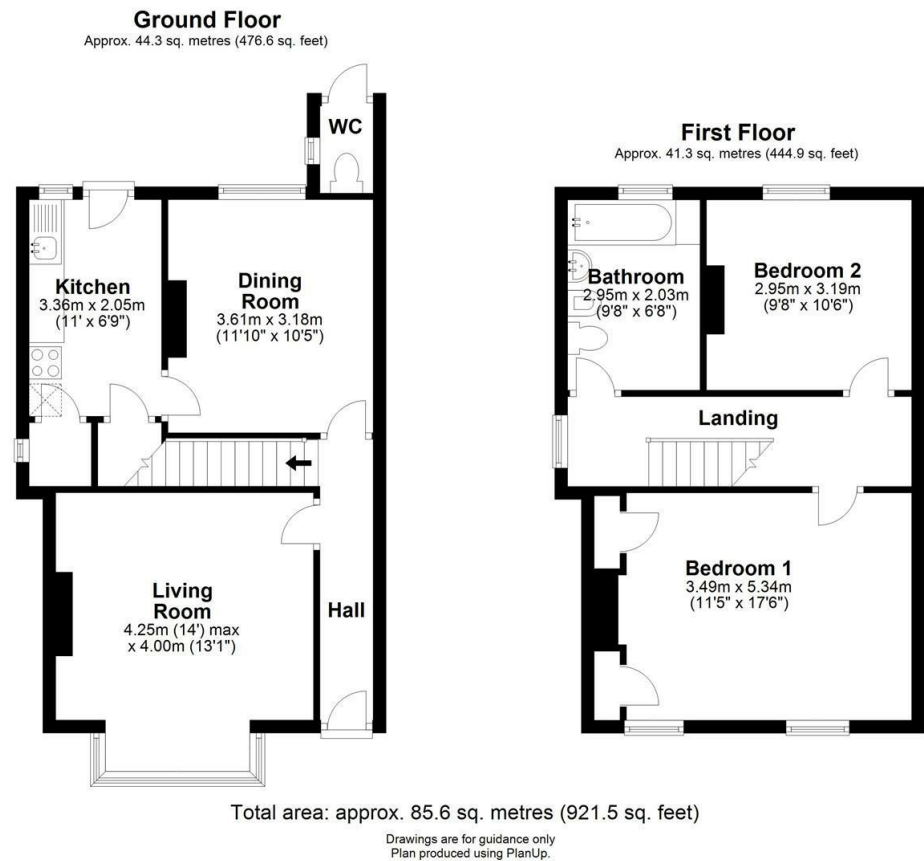 Ground Floor
Approx. 44.3 sq. metres (476.6 sq. feet)
WC
Kitchen
3.36m x 2.05m
(11' x 6'9")
Dining
Room
3.61m x 3.18m
(11'10" x 10'5")
Living
Room
4.25m (14') max
x 4.00m (13'1")
Hall
First Floor
Approx. 41.3 sq. metres (444.9 sq. feet)
Bathroom
2.95m x 2.03m
(9'8" x 6'8")
Bedroom 2
2.95m x 3.19m
(9'8" x 10'6")
Landing
Bedroom 1
3.49m x 5.34m
(11'5" x 17'6")
Total area: approx. 85.6 sq. metres (921.5 sq. feet)
Drawings are for guidance only
Plan produced using PlanUp.